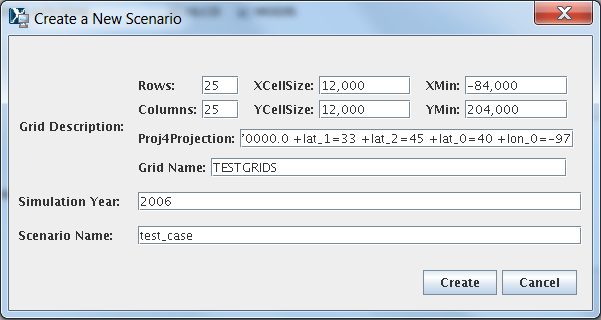 Create a New Scenario
Rows: 25 XCellSize: 12,000 XMin: -84,000
Columns: 25 YCellSize: 12,000 YMin: 204,000
Grid Description:
Proj4Projection: '0000.0 +lat_1=33 +lat_2=45 +lat_0=40 +lon_0=-97
Grid Name: TESTGRIDS
Simulation Year: 2006
Scenario Name: test_case
Create Cancel